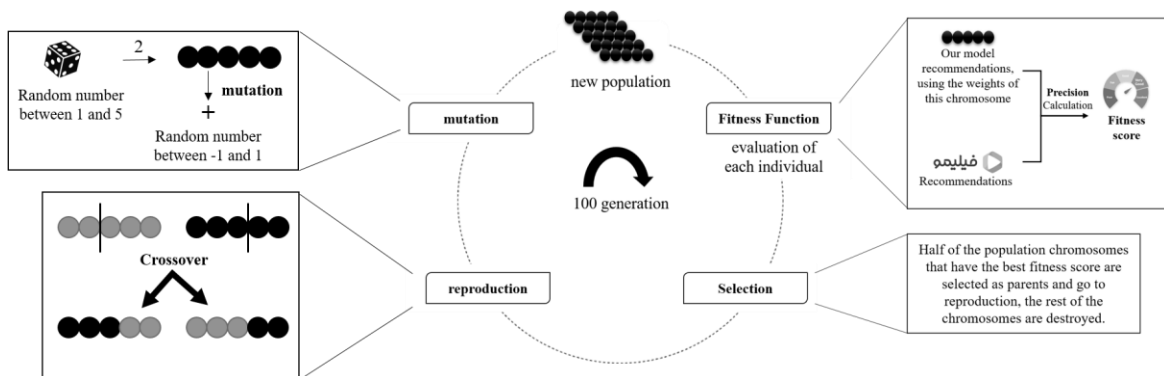 2
Random number
between 1 and 5
mutation
+
Random number
between -1 and 1
mutation
new population
Fitness Function
evaluation of
each individual
100 generation
Our model
recommendations,
using the weights of
this chromosome
Precision
Calculation
Fitness
score
فیلیمو
Recommendations
Crossover
reproduction
Selection
Half of the population chromosomes
that have the best fitness score are
selected as parents and go to
reproduction, the rest of the
chromosomes are destroyed.